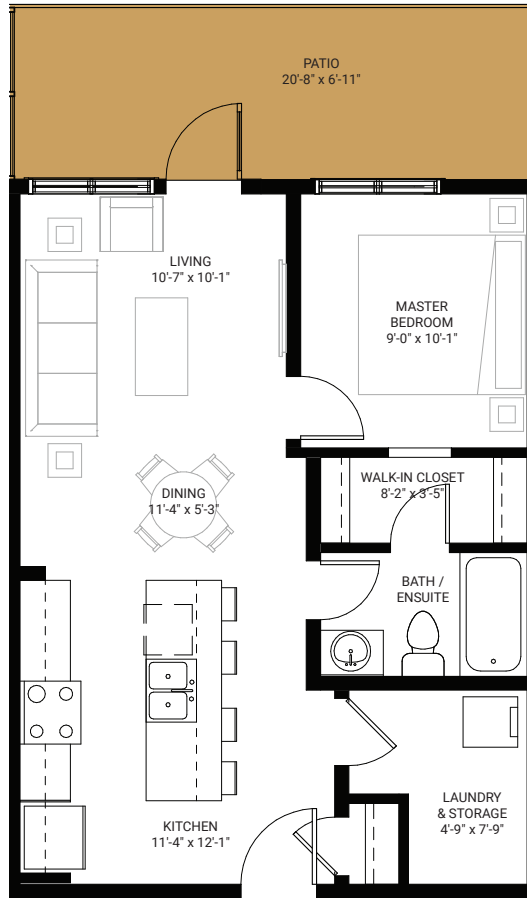 PATIO
20'-8" x 6'-11"
LIVING
10'-7" x 10'-1"
MASTER
BEDROOM
9'-0" x 10'-1"
WALK-IN CLOSET
8'-2" x 3'-5"
DINING
11'-4" x 5'-3"
BATH /
ENSUITE
LAUNDRY
& STORAGE
4'-9" x 7'-9"
KITCHEN
11'-4" x 12'-1"